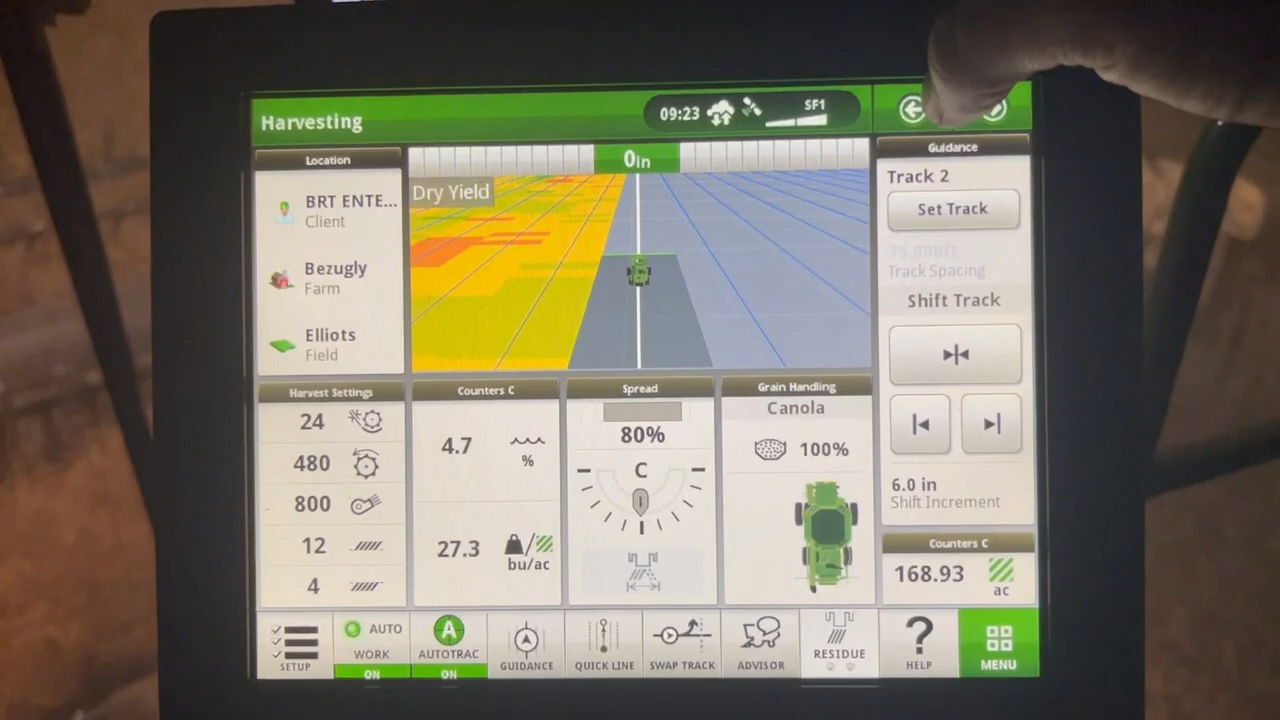 Harvesting
09:23
SF1
Location
BRT ENTE...
Client
Bezugly
Farm
Elliots
Field
0in
Dry Yield
Guidance
Track 2
Set Track
Track Spacing
Shift Track
6.0 in
Shift Increment
Harvest Settings
24
480
800
12
4
Counters C
4.7
%
27.3
bu/ac
Spread
80%
C
Grain Handling
Canola
100%
Counters C
168.93
ac
SETUP
AUTO
WORK
ON
A
AUTOTRAC
ON
GUIDANCE
QUICK LINE
SWAP TRACK
ADVISOR
RESIDUE
?
HELP
MENU